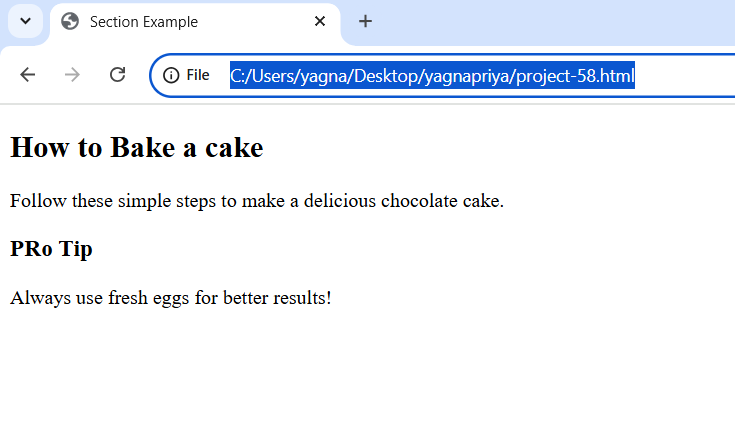 Section Example
File C:/Users/yagna/Desktop/yagnapriya/project-58.html
How to Bake a cake
Follow these simple steps to make a delicious chocolate cake.
PRo Tip
Always use fresh eggs for better results!